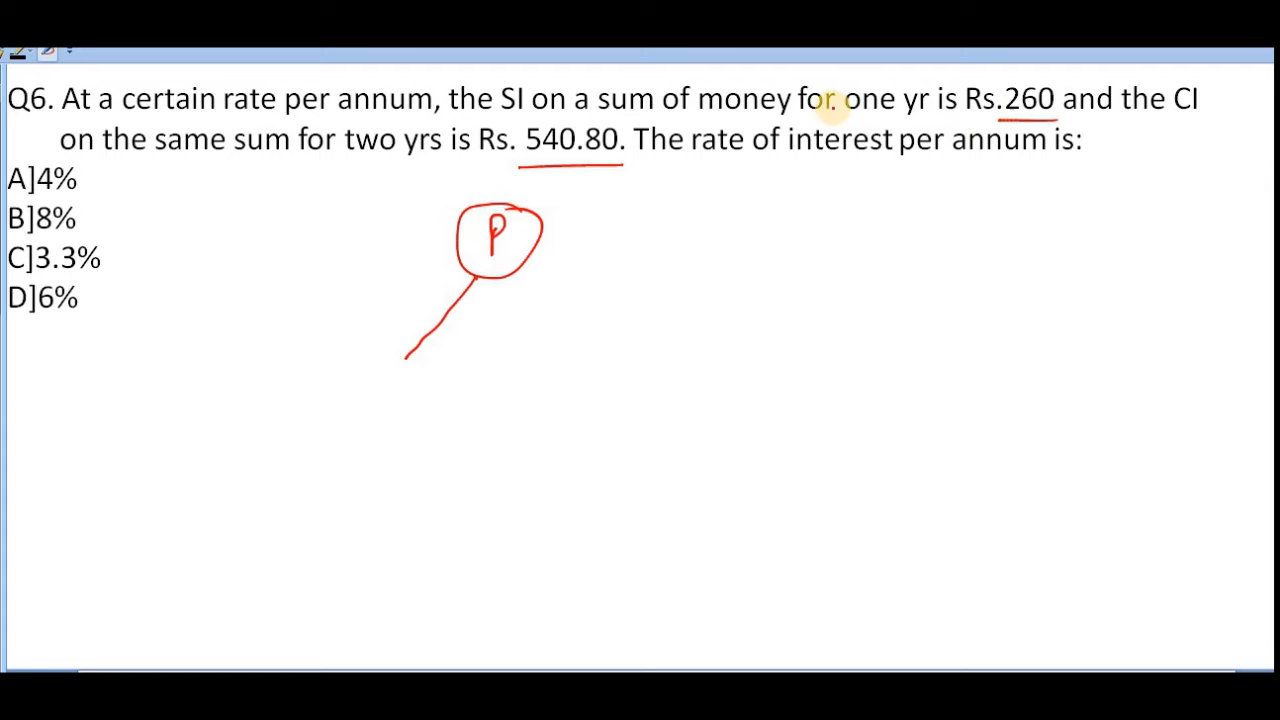 Q6. At a certain rate per annum, the SI on a sum of money for one yr is Rs.260 and the CI
on the same sum for two yrs is Rs. 540.80. The rate of interest per annum is:
A]4%
B]8%
C]3.3%
D]6%
P